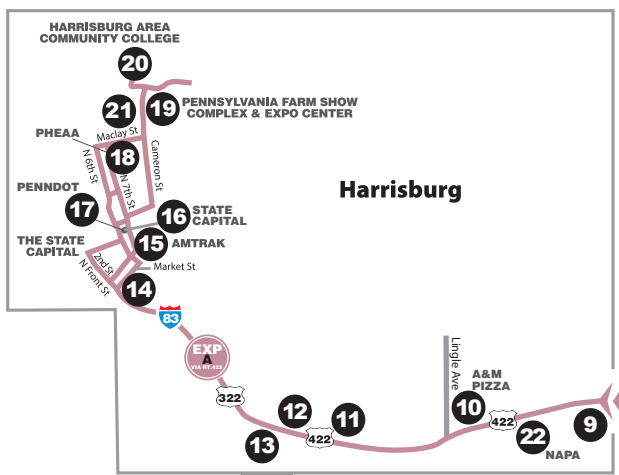 HARRISBURG AREA
COMMUNITY COLLEGE
20
21
19
PENNSYLVANIA FARM SHOW
COMPLEX & EXPO CENTER
PHEAA
Maclay St
18
N 6th St
N 7th St
Cameron St
Harrisburg
PENNDOT
17
16
STATE
CAPITAL
THE STATE
CAPITAL
15
AMTRAK
2nd St
N Front St
Market St
14
83
EXP
A
VIA RT.422
322
Lingle Ave
A&M
PIZZA
10
422
9
12
11
13
422
22
NAPA